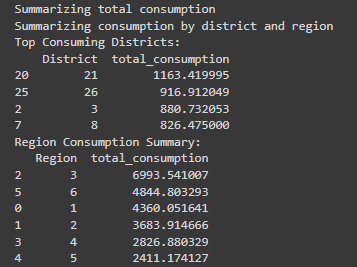 Summarizing total consumption
Summarizing consumption by district and region
Top Consuming Districts:
District total_consumption
20 21 1163.419995
25 26 916.912049
2 3 880.732053
7 8 826.475000
Region Consumption Summary:
Region total_consumption
2 3 6993.541007
5 6 4844.803293
0 1 4360.051641
1 2 3683.914666
3 4 2826.880329
4 5 2411.174127